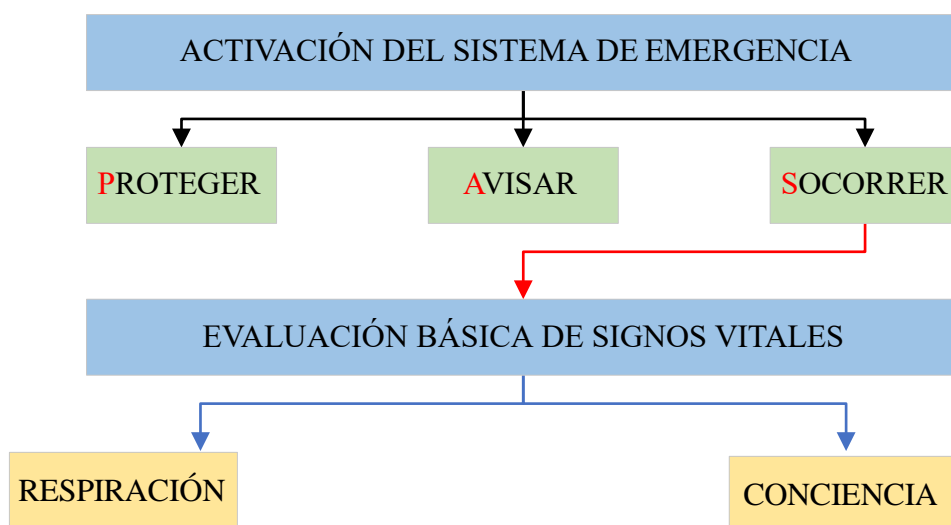 ACTIVACIÓN DEL SISTEMA DE EMERGENCIA
PROTEGER
AVISAR
SOCORRER
EVALUACIÓN BÁSICA DE SIGNOS VITALES
RESPIRACIÓN
CONCIENCIA